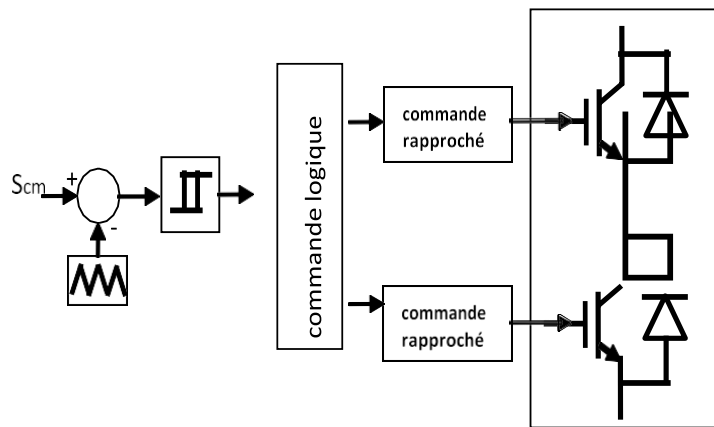 Scm
+
-
commande logique
commande
rapproché
commande
rapproché